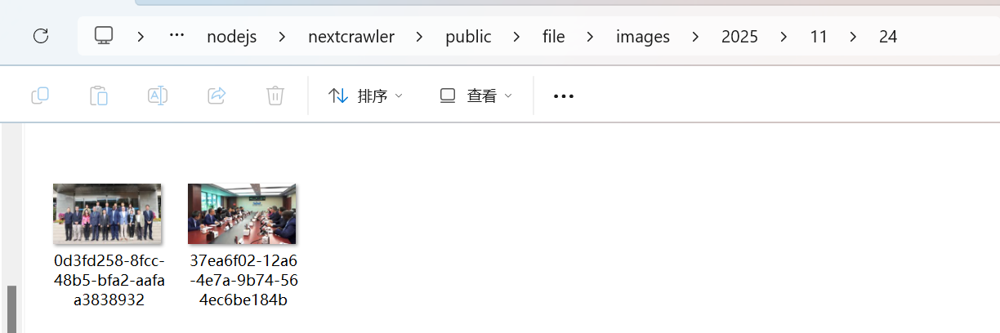 ··· nodejs > nextcrawler > public > file > images > 2025 > 11 > 24
排序 查看 ···
0d3fd258-8fcc-
48b5-bfa2-aafa
a3838932
37ea6f02-12a6
-4e7a-9b74-56
4ec6be184b